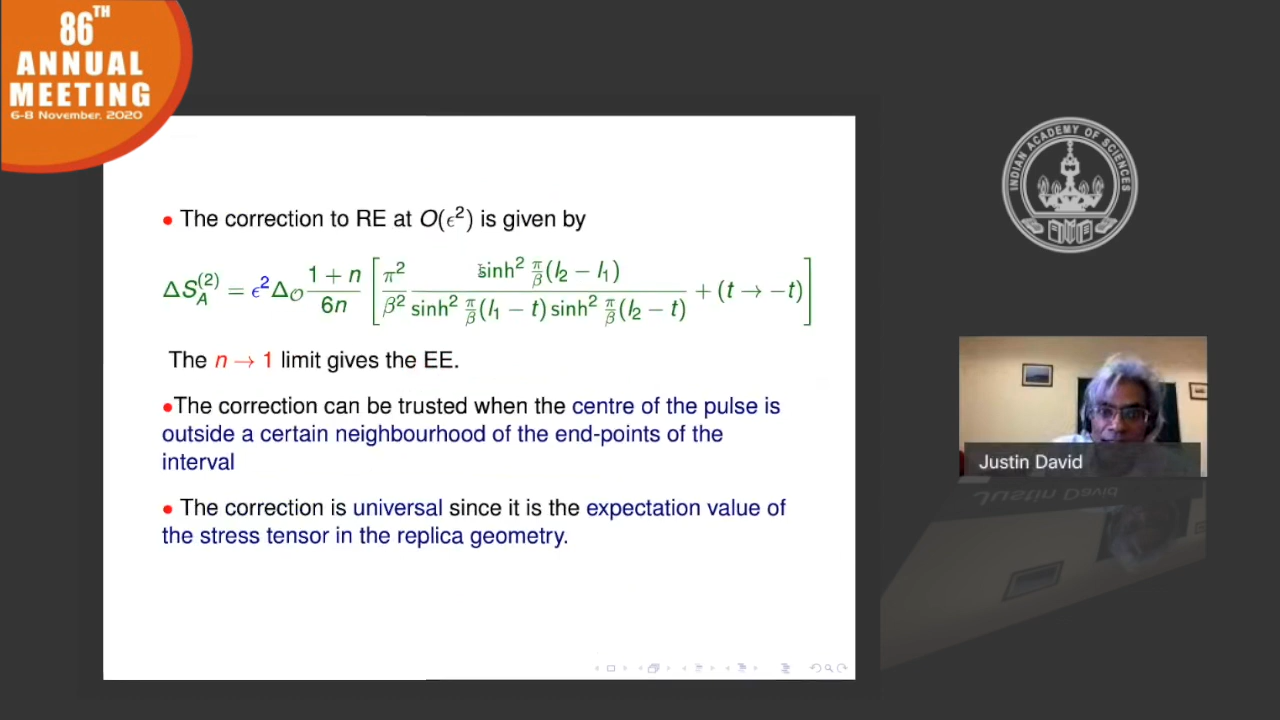 86TH
ANNUAL
MEETING
6-8 November, 2020
INDIAN ACADEMY OF SCIENCES
• The correction to RE at O(ϵ²) is given by
ΔS_A^(2) = ϵ²Δ_𝒪 (1 + n)/(6n) [ π²/β² · sinh² π/β (l₂ − l₁) / (sinh² π/β (l₁ − t) sinh² π/β (l₂ − t)) + (t → −t) ]
The n → 1 limit gives the EE.
•The correction can be trusted when the centre of the pulse is
outside a certain neighbourhood of the end-points of the
interval
• The correction is universal since it is the expectation value of
the stress tensor in the replica geometry.
Justin David
Justin David